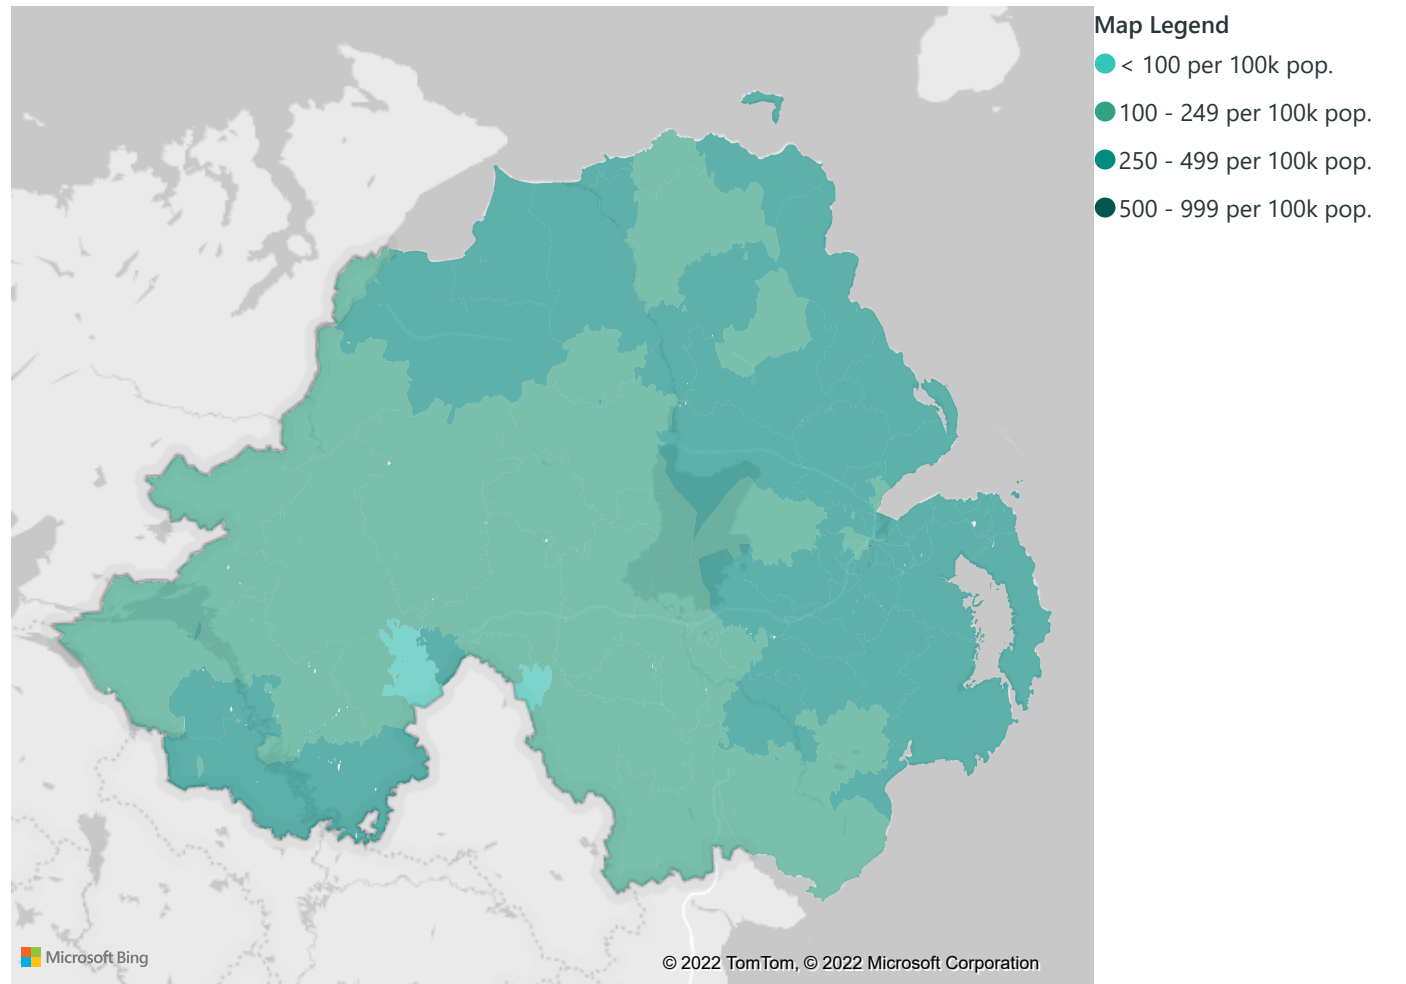 Map Legend
< 100 per 100k pop.
100 - 249 per 100k pop.
250 - 499 per 100k pop.
500 - 999 per 100k pop.
Microsoft Bing
© 2022 TomTom, © 2022 Microsoft Corporation